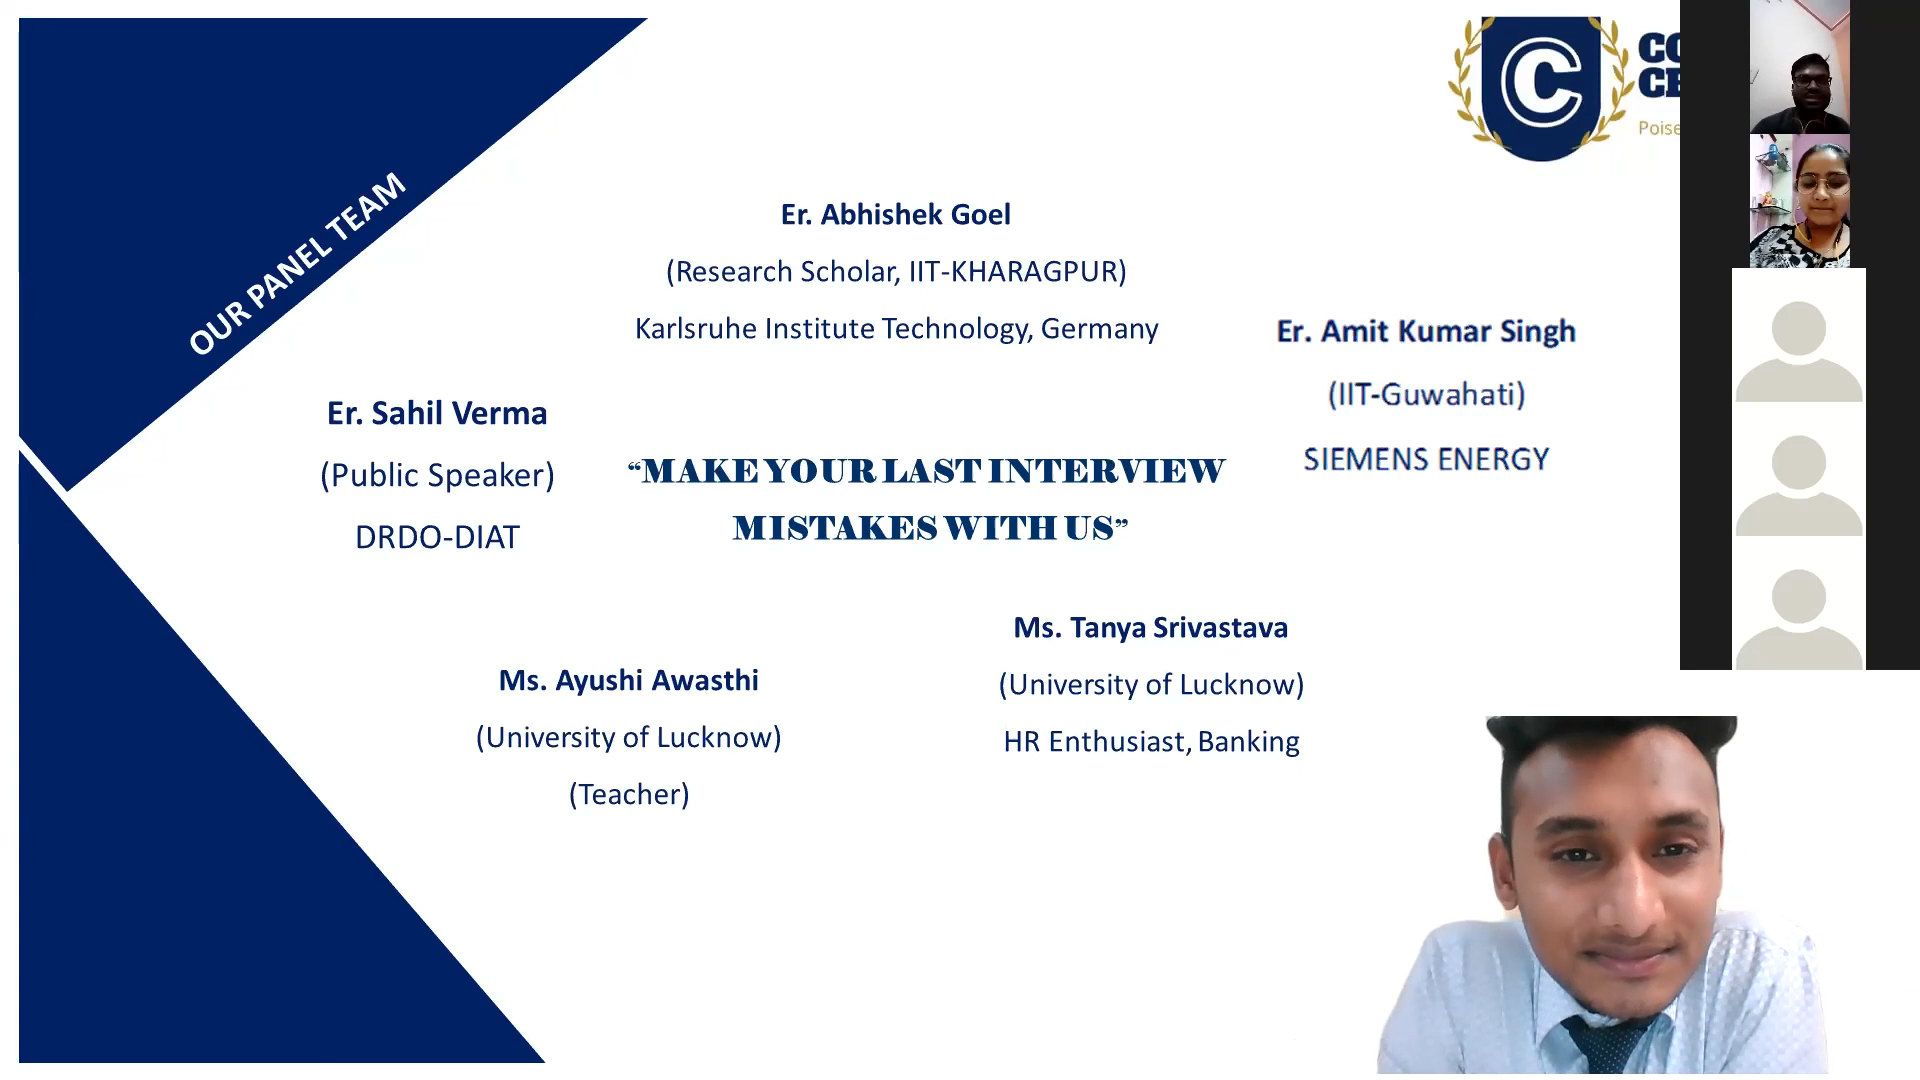 OUR PANEL TEAM
C
Er. Abhishek Goel
(Research Scholar, IIT-KHARAGPUR)
Karlsruhe Institute Technology, Germany
Er. Amit Kumar Singh
(IIT-Guwahati)
SIEMENS ENERGY
Er. Sahil Verma
(Public Speaker)
DRDO-DIAT
“MAKE YOUR LAST INTERVIEW
MISTAKES WITH US”
Ms. Tanya Srivastava
(University of Lucknow)
HR Enthusiast, Banking
Ms. Ayushi Awasthi
(University of Lucknow)
(Teacher)